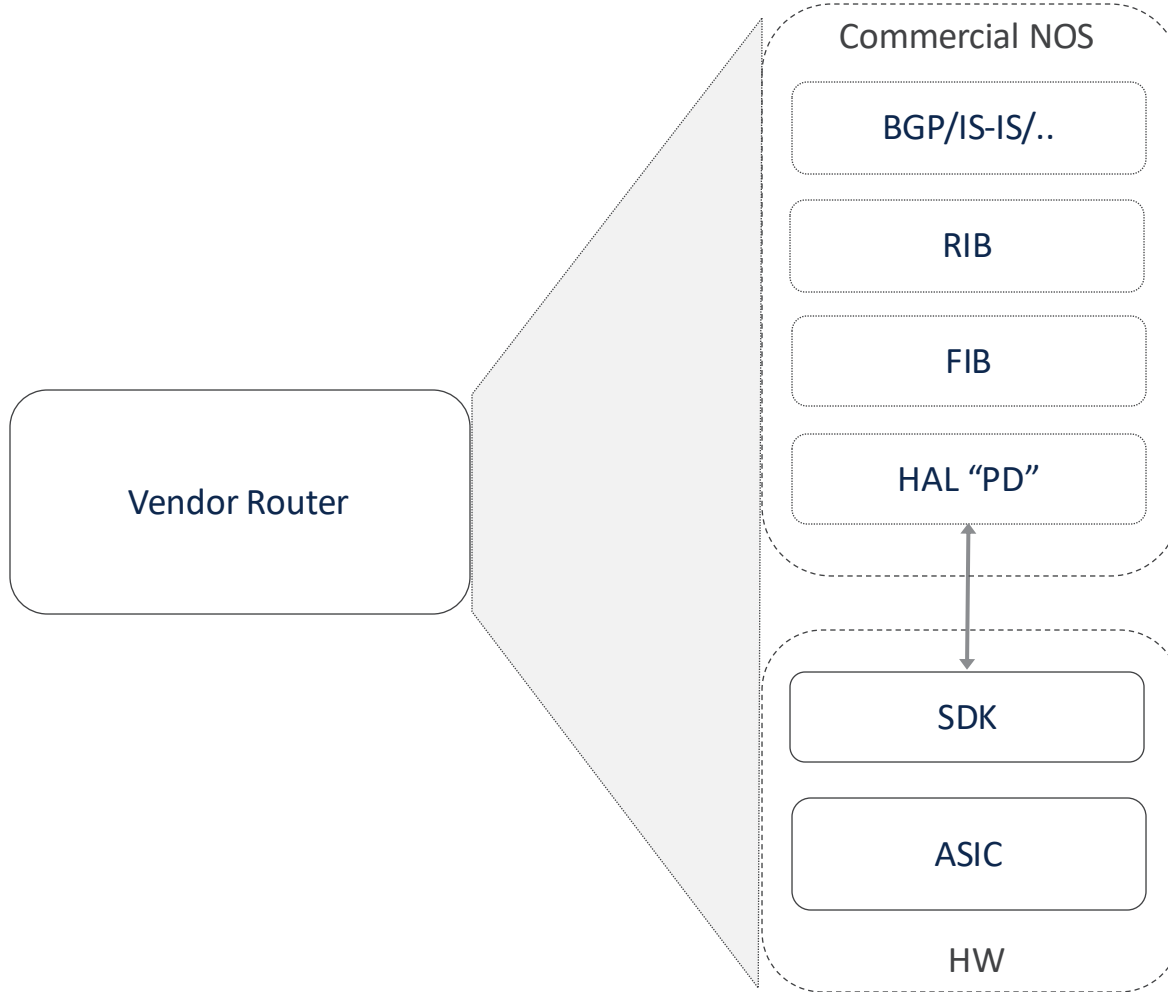 Commercial NOS
BGP/IS-IS/..
RIB
FIB
HAL “PD”
Vendor Router
SDK
ASIC
HW